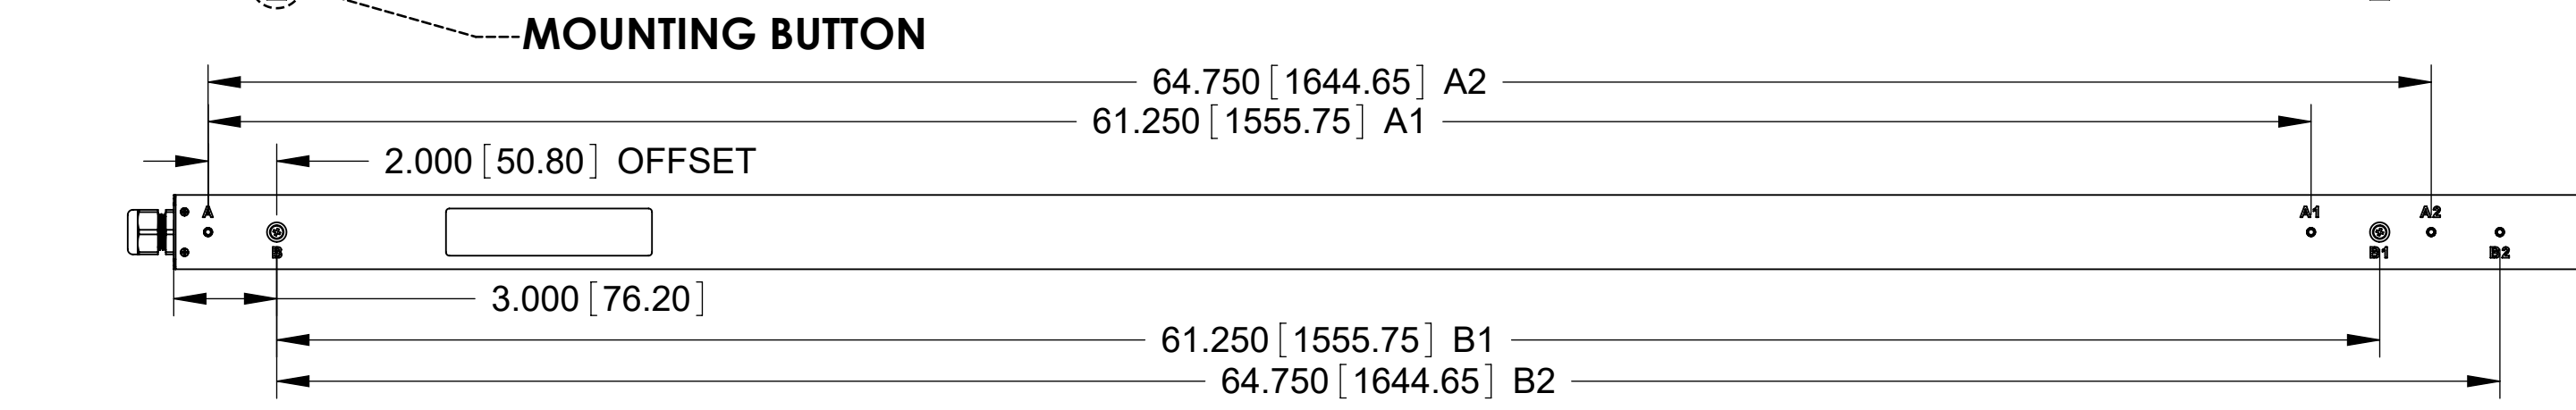 MOUNTING BUTTON
64.750 [1644.65] A2
61.250 [1555.75] A1
2.000 [50.80] OFFSET
A
A1
A2
B
B1
B2
3.000 [76.20]
61.250 [1555.75] B1
64.750 [1644.65] B2